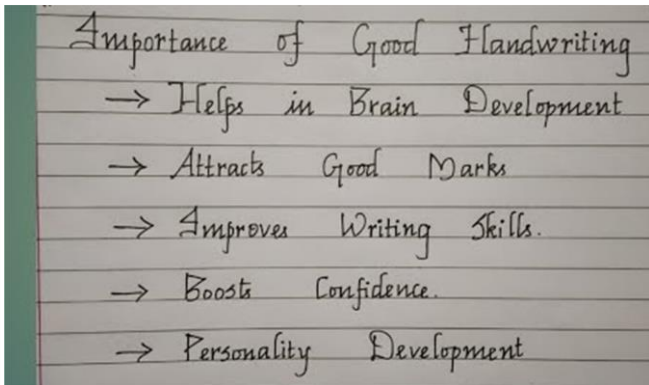 Importance of Good Handwriting
→ Helps in Brain Development
→ Attracts Good Marks
→ Improves Writing Skills.
→ Boosts Confidence.
→ Personality Development